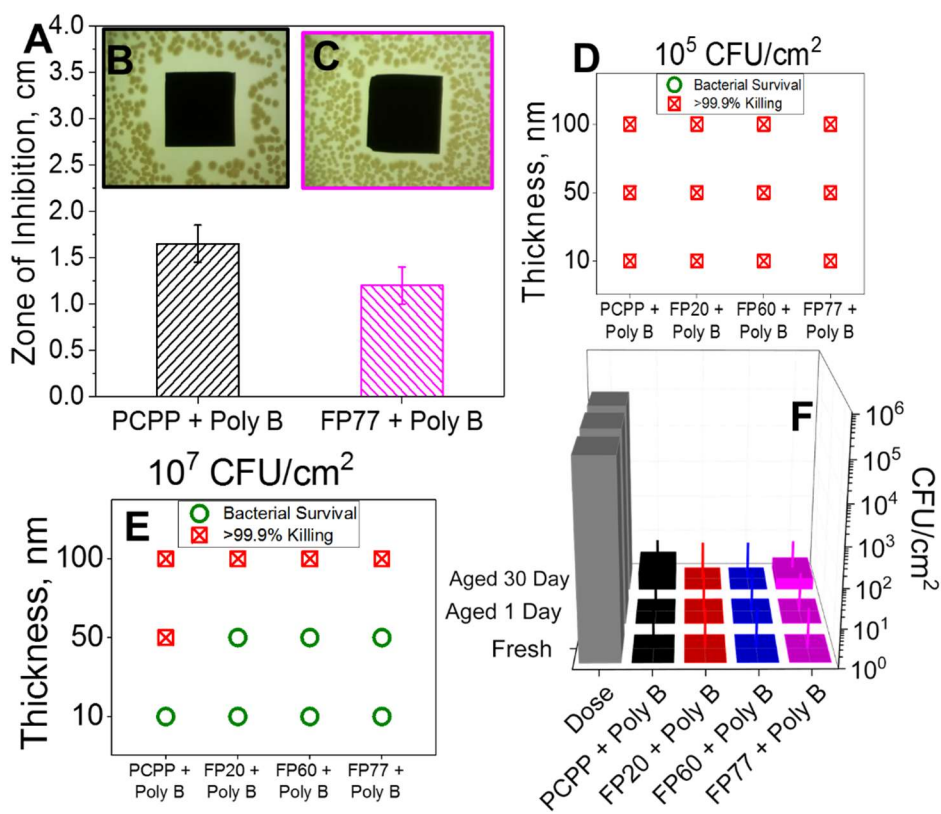 A
Zone of Inhibition, cm
4.0
3.5
3.0
2.5
2.0
1.5
1.0
0.5
0.0
B
C
PCPP + Poly B
FP77 + Poly B
D
10⁵ CFU/cm²
Bacterial Survival
>99.9% Killing
Thickness, nm
100
50
10
PCPP +
Poly B
FP20 +
Poly B
FP60 +
Poly B
FP77 +
Poly B
10⁷ CFU/cm²
E
Bacterial Survival
>99.9% Killing
Thickness, nm
100
50
10
PCPP +
Poly B
FP20 +
Poly B
FP60 +
Poly B
FP77 +
Poly B
F
10⁶
10⁵
10⁴
10³
10²
10¹
10⁰
CFU/cm²
Aged 30 Day
Aged 1 Day
Fresh
Dose
PCPP + Poly B
FP20 + Poly B
FP60 + Poly B
FP77 + Poly B